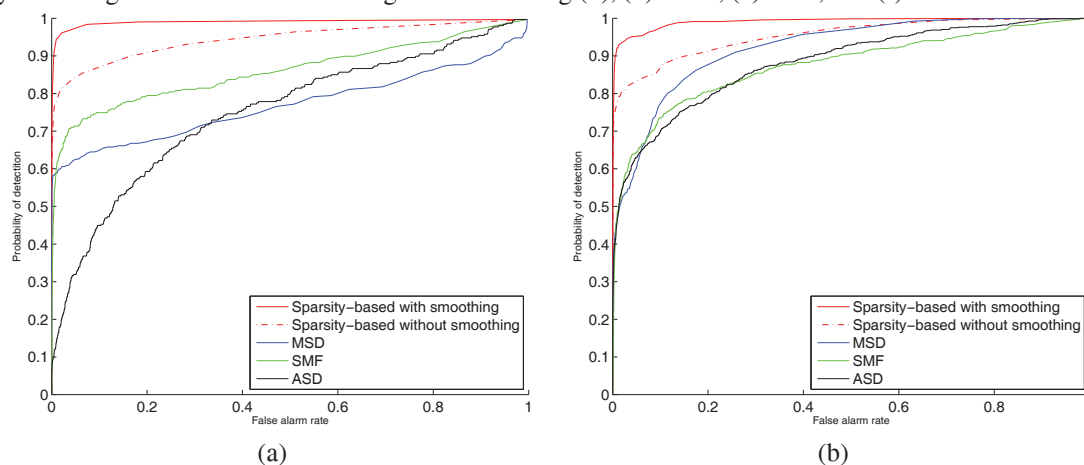 1
0.9
0.8
0.7
0.6
0.5
0.4
0.3
0.2
0.1
0
Probability of detectiton
Sparsity−based with smoothing
Sparsity−based without smoothing
MSD
SMF
ASD
0 0.2 0.4 0.6 0.8 1
False alarm rate
(a)
1
0.9
0.8
0.7
0.6
0.5
0.4
0.3
0.2
0.1
0
Probability of detectiton
Sparsity−based with smoothing
Sparsity−based without smoothing
MSD
SMF
ASD
0 0.2 0.4 0.6 0.8
False alarm rate
(b)